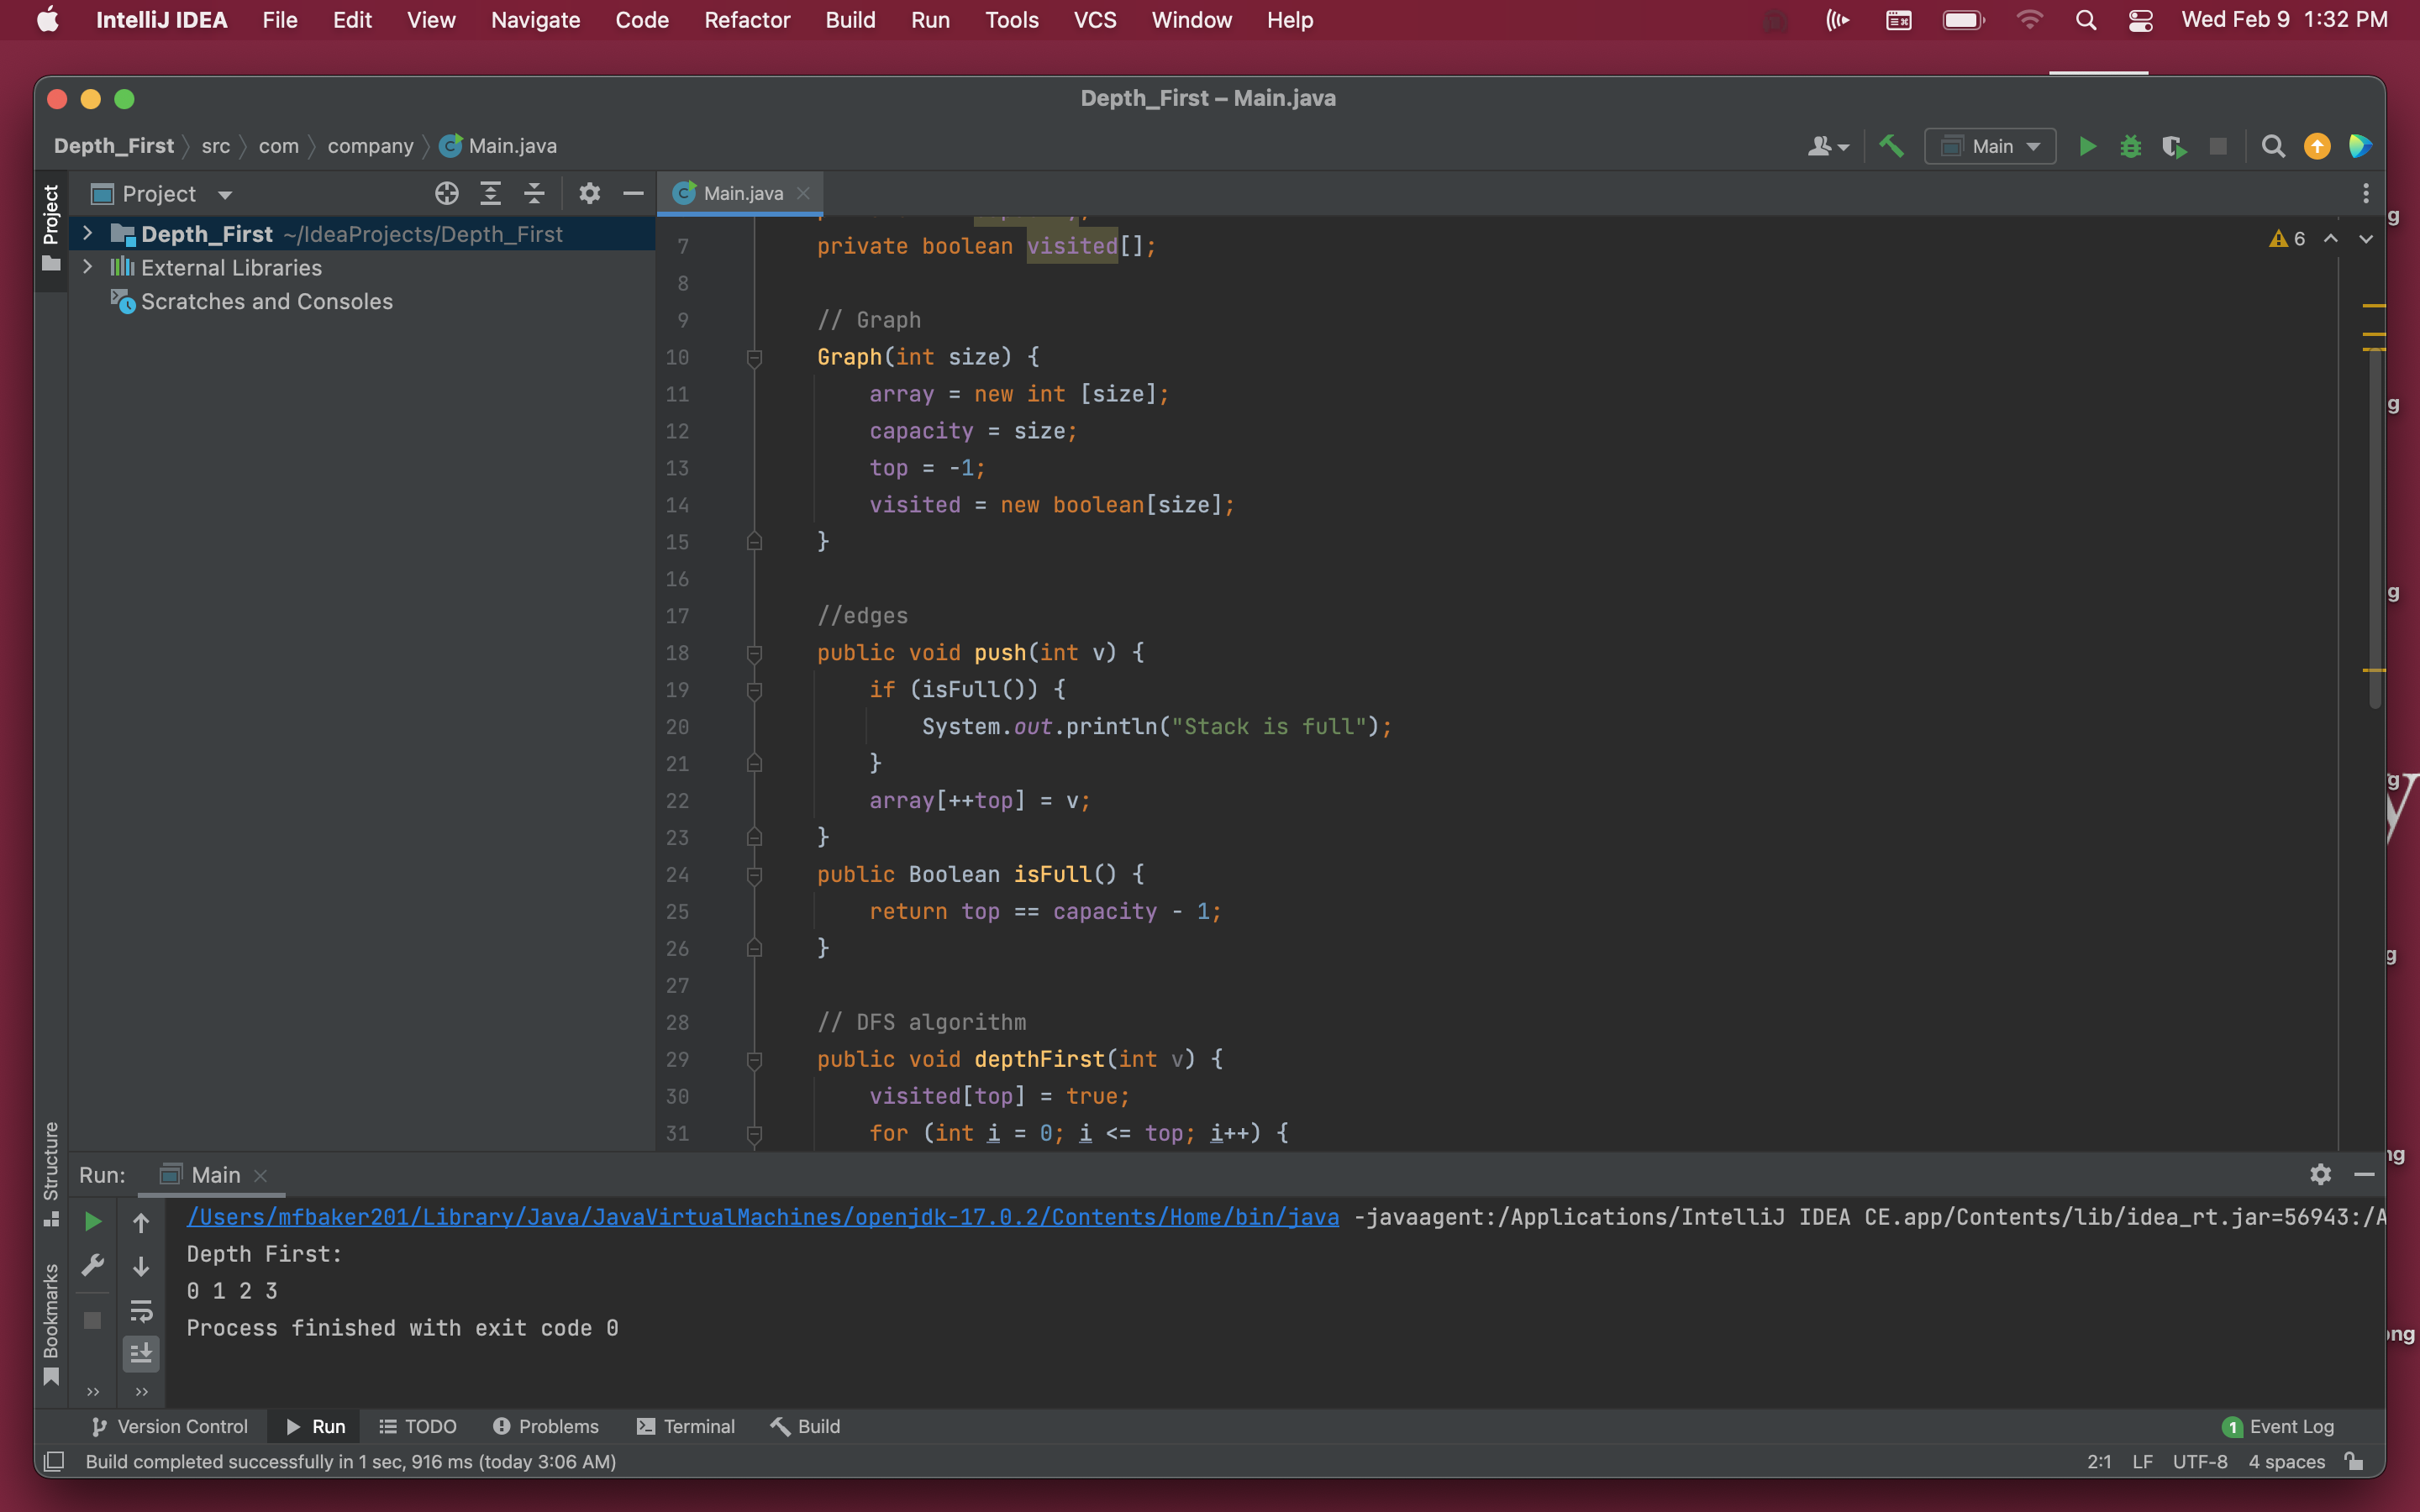 IntelliJ IDEA File Edit View Navigate Code Refactor Build Run Tools VCS Window Help Wed Feb 9 1:32 PM
Depth_First – Main.java
Depth_First src com company Main.java Main
Project
Project
Main.java
Depth_First ~/IdeaProjects/Depth_First
External Libraries
Scratches and Consoles
6
7 private boolean visited[];
8
9 // Graph
10 Graph(int size) {
11 array = new int [size];
12 capacity = size;
13 top = -1;
14 visited = new boolean[size];
15 }
16
17 //edges
18 public void push(int v) {
19 if (isFull()) {
20 System.out.println("Stack is full");
21 }
22 array[++top] = v;
23 }
24 public Boolean isFull() {
25 return top == capacity - 1;
26 }
27
28 // DFS algorithm
29 public void depthFirst(int v) {
30 visited[top] = true;
31 for (int i = 0; i <= top; i++) {
g
g
g
g
y
g
ng
ong
Structure
Bookmarks
Run: Main
/Users/mfbaker201/Library/Java/JavaVirtualMachines/openjdk-17.0.2/Contents/Home/bin/java -javaagent:/Applications/IntelliJ IDEA CE.app/Contents/lib/idea_rt.jar=56943:/A
Depth First:
0 1 2 3
Process finished with exit code 0
Version Control Run TODO Problems Terminal Build 1 Event Log
Build completed successfully in 1 sec, 916 ms (today 3:06 AM) 2:1 LF UTF-8 4 spaces